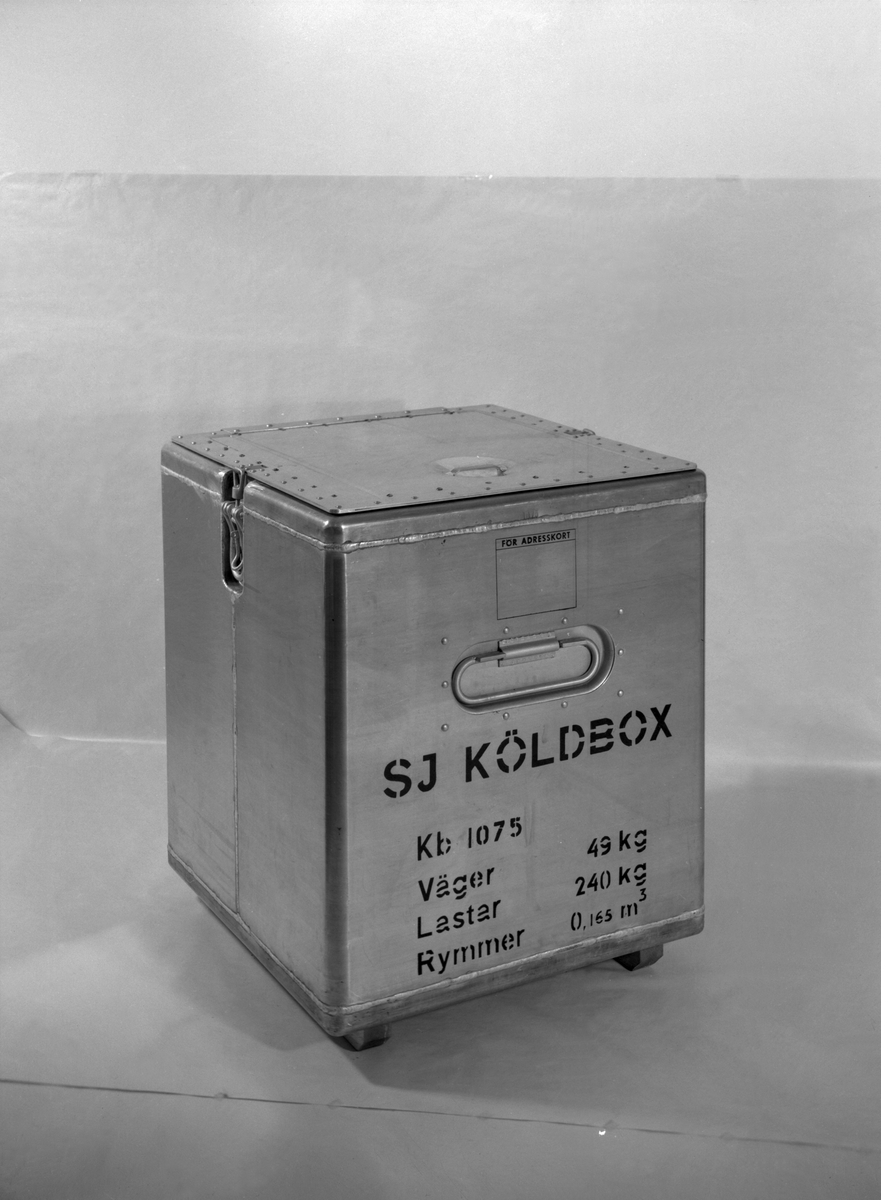 FÖR ADRESSKORT
SJ KÖLDBOX
Kb 1075
Väger 49 kg
Lastar 240 kg
Rymmer 0,165 m³